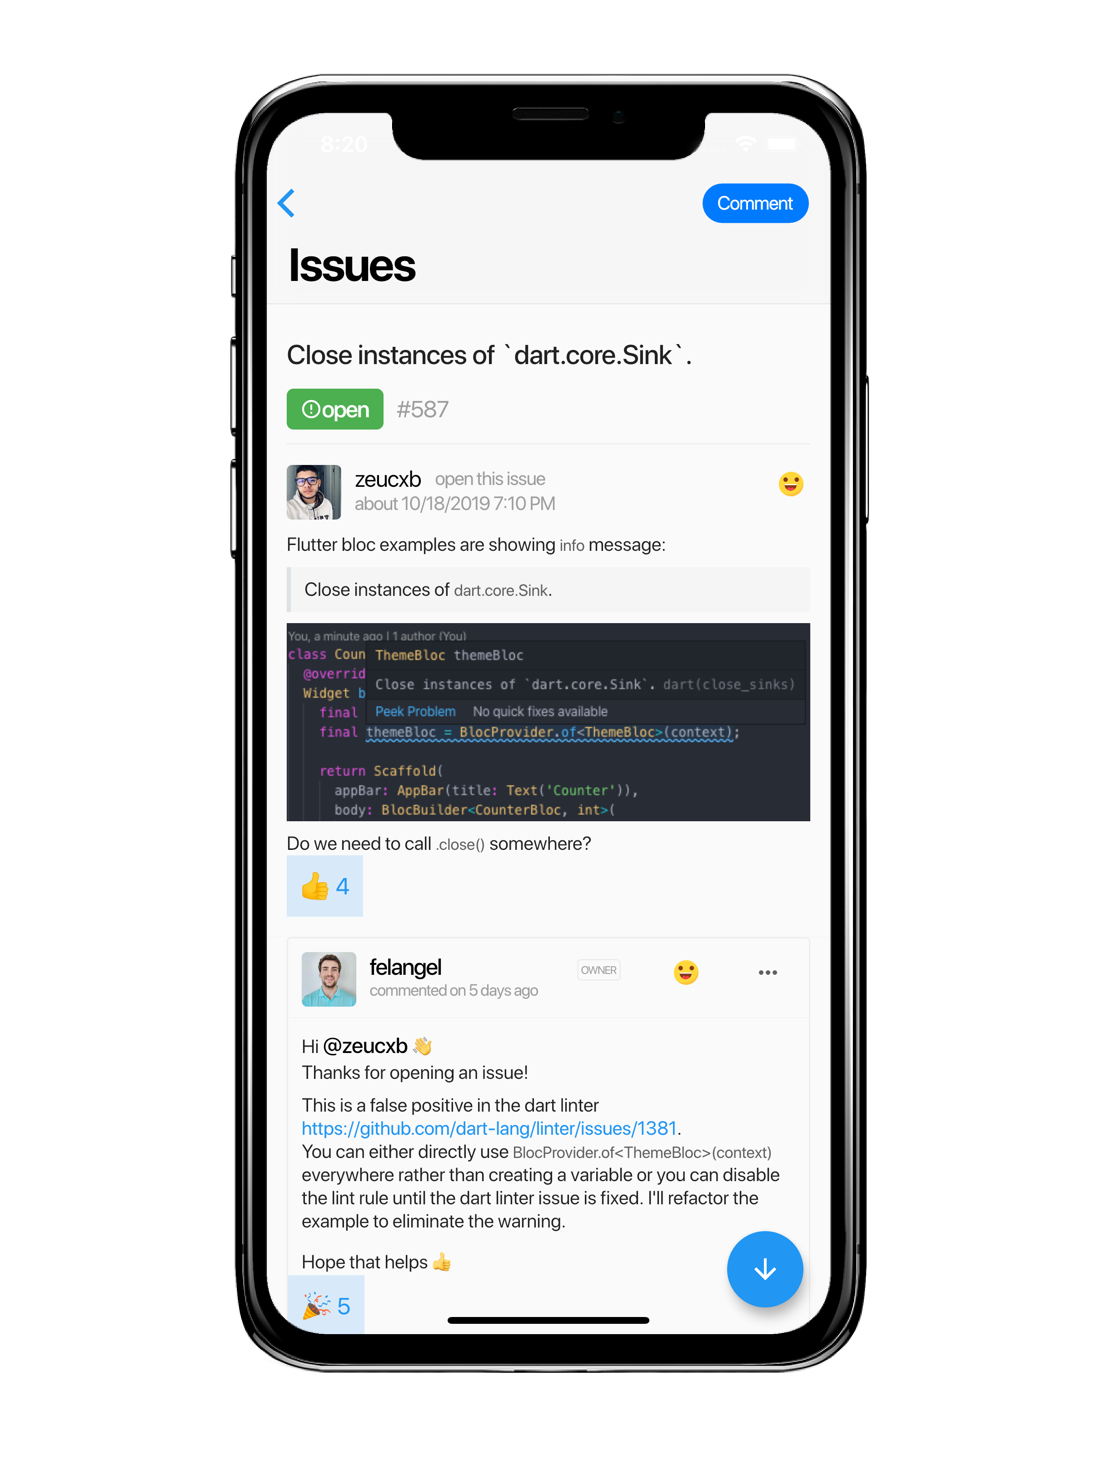 8:20
Comment
Issues
Close instances of `dart.core.Sink`.
open #587
zeucxb open this issue
about 10/18/2019 7:10 PM
Flutter bloc examples are showing info message:
Close instances of dart.core.Sink.
You, a minute ago | 1 author (You)
class Coun
ThemeBloc themeBloc
@overrid
Close instances of `dart.core.Sink`. dart(close_sinks)
Widget b
Peek Problem No quick fixes available
final
final themeBloc = BlocProvider.of<ThemeBloc>(context);
return Scaffold(
appBar: AppBar(title: Text('Counter')),
body: BlocBuilder<CounterBloc, int>(
Do we need to call .close() somewhere?
👍 4
felangel OWNER
commented on 5 days ago
Hi @zeucxb 👋
Thanks for opening an issue!
This is a false positive in the dart linter
https://github.com/dart-lang/linter/issues/1381.
You can either directly use BlocProvider.of<ThemeBloc>(context)
everywhere rather than creating a variable or you can disable
the lint rule until the dart linter issue is fixed. I'll refactor the
example to eliminate the warning.
Hope that helps 👍
🎉 5